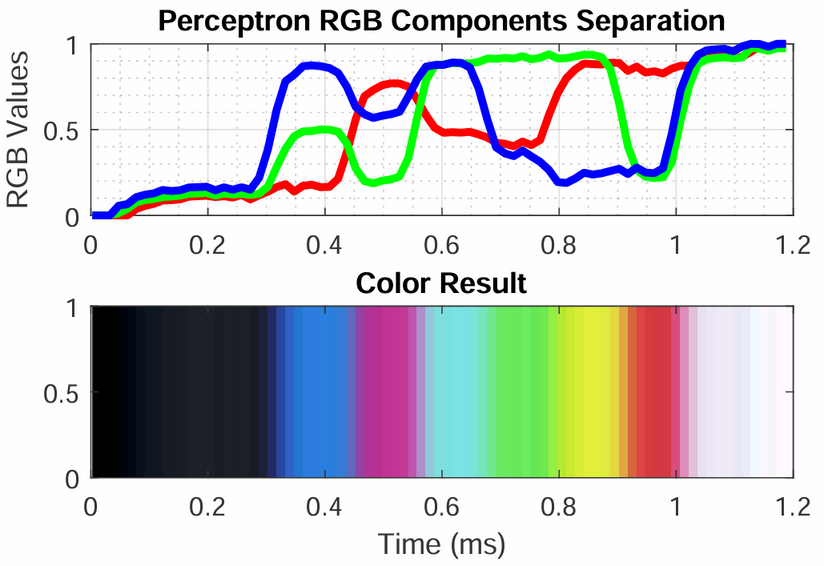 Perceptron RGB Components Separation
RGB Values
1
0.5
0
0 0.2 0.4 0.6 0.8 1 1.2
Color Result
1
0.5
0
0 0.2 0.4 0.6 0.8 1 1.2
Time (ms)